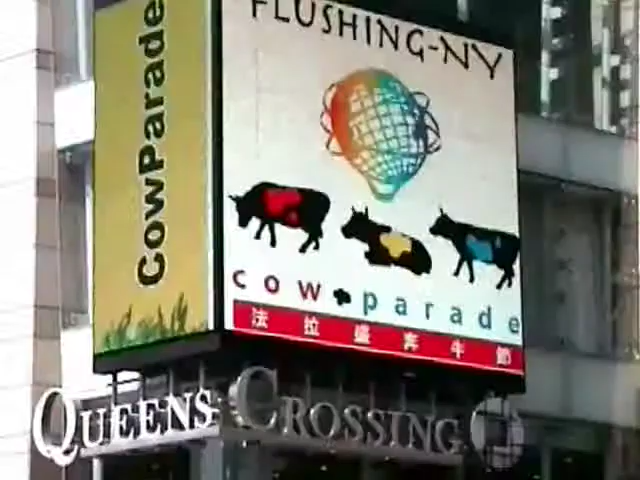 CowParade
FLUSHING-NY
cow parade
法拉盛奔牛節
QUEENS CROSSING